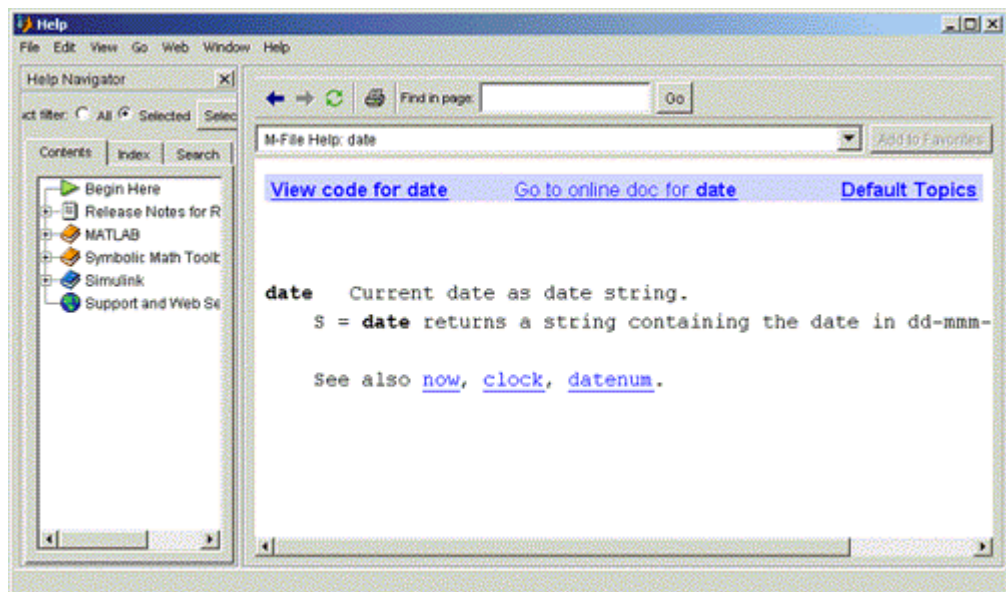 Help
File Edit View Go Web Window Help
Help Navigator
ct filter: All Selected Selec
Contents Index Search
Begin Here
Release Notes for R
MATLAB
Symbolic Math Toolb
Simulink
Support and Web Se
Find in page: Go
M-File Help: date Add to Favorites
View code for date Go to online doc for date Default Topics
date Current date as date string.
S = date returns a string containing the date in dd-mmm-
See also now, clock, datenum.